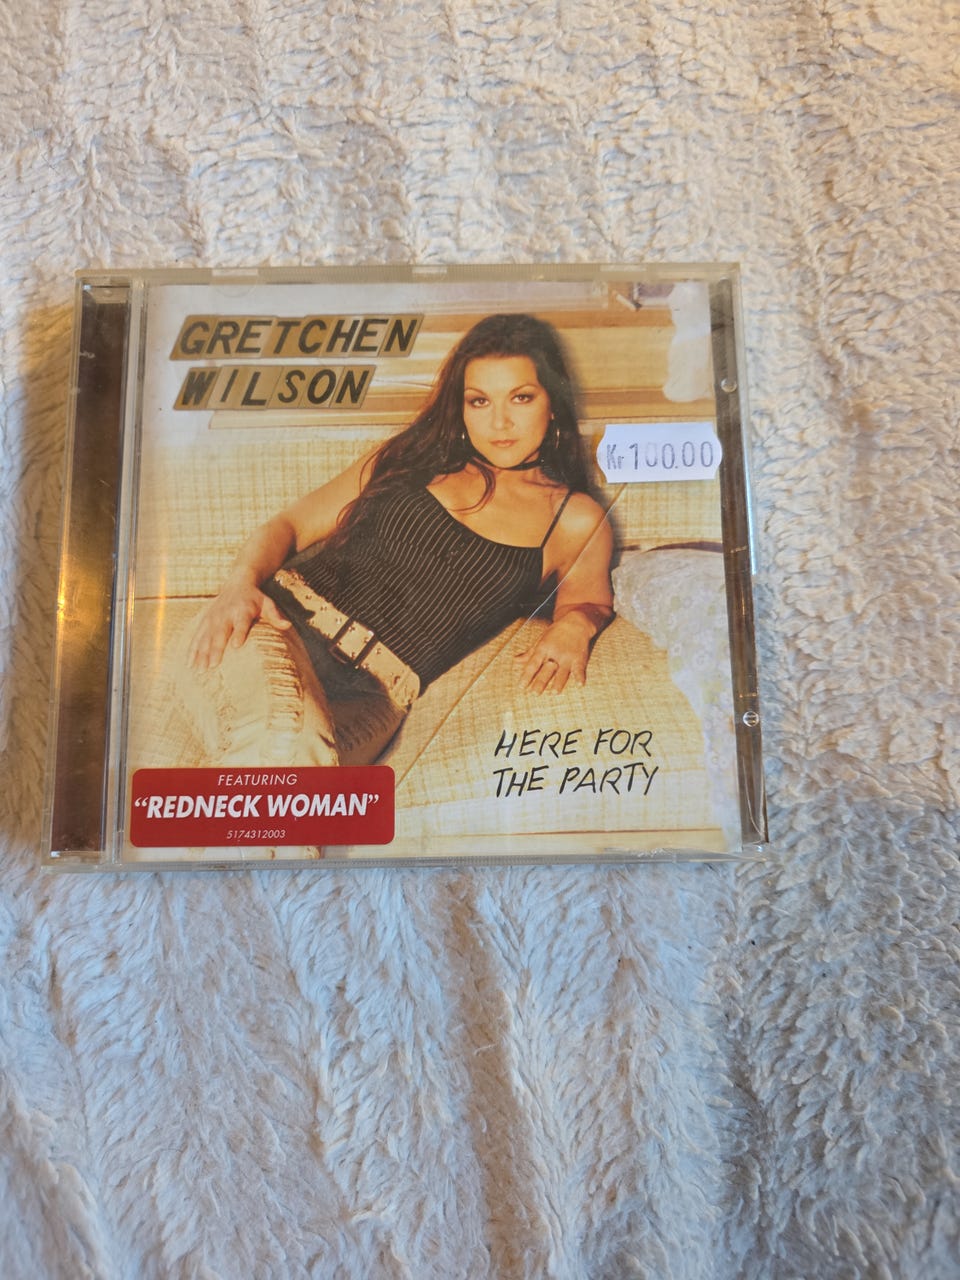 GRETCHEN
WILSON
Kr 100.00
HERE FOR
THE PARTY
FEATURING
"REDNECK WOMAN"
5174312003